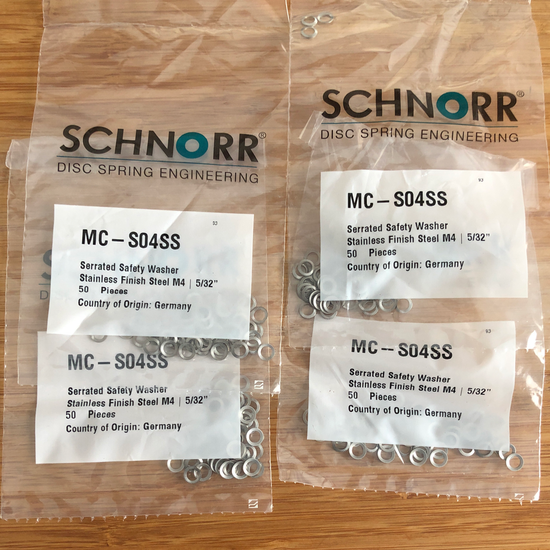 SCHNORR®
DISC SPRING ENGINEERING
V3
MC-S04SS
Serrated Safety Washer
Stainless Finish Steel M4 | 5/32"
50 Pieces
Country of Origin: Germany
MC-S04SS
Serrated Safety Washer
Stainless Finish Steel M4 | 5/32"
50 Pieces
Country of Origin: Germany
SCHNORR®
DISC SPRING ENGINEERING
V3
MC-S04SS
Serrated Safety Washer
Stainless Finish Steel M4 | 5/32"
50 Pieces
Country of Origin: Germany
V3
MC--S04SS
Serrated Safety Washer
Stainless Finish Steel M4 | 5/32"
50 Pieces
Country of Origin: Germany